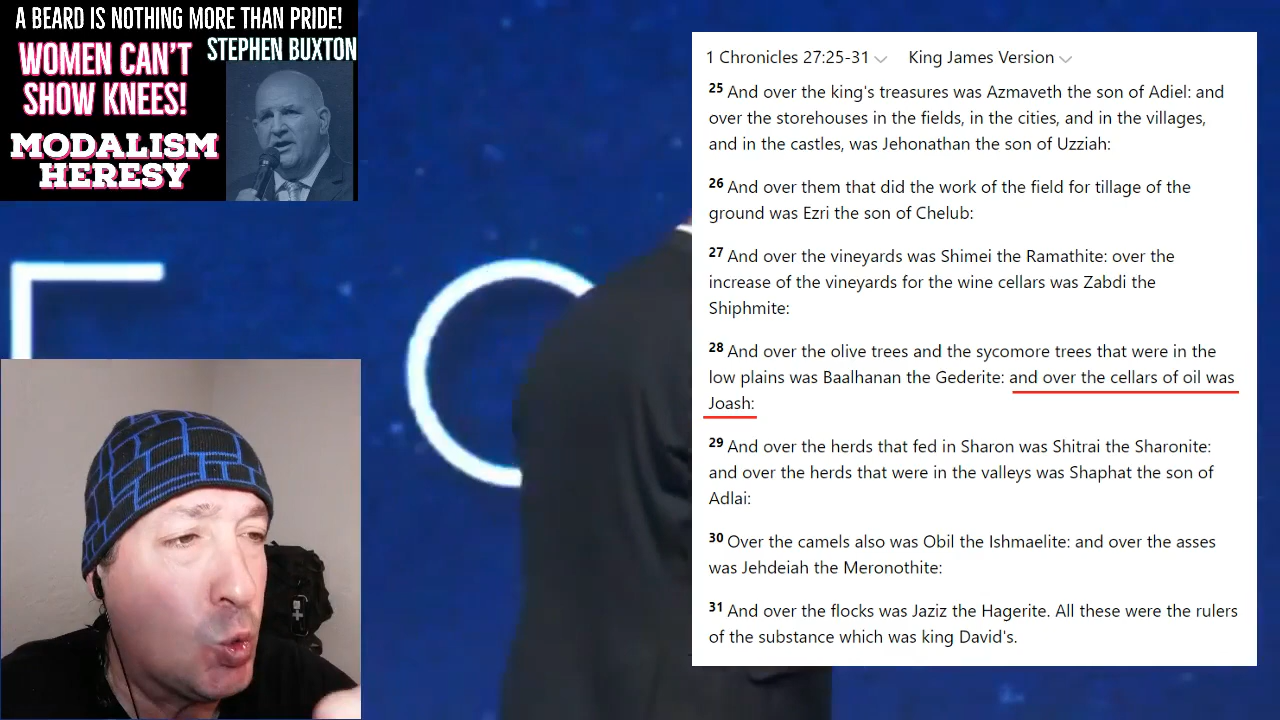 A BEARD IS NOTHING MORE THAN PRIDE!
WOMEN CAN'T
SHOW KNEES!
STEPHEN BUXTON
MODALISM
HERESY
1 Chronicles 27:25-31 King James Version
25 And over the king's treasures was Azmaveth the son of Adiel: and
over the storehouses in the fields, in the cities, and in the villages,
and in the castles, was Jehonathan the son of Uzziah:
26 And over them that did the work of the field for tillage of the
ground was Ezri the son of Chelub:
27 And over the vineyards was Shimei the Ramathite: over the
increase of the vineyards for the wine cellars was Zabdi the
Shiphmite:
28 And over the olive trees and the sycomore trees that were in the
low plains was Baalhanan the Gederite: and over the cellars of oil was
Joash:
29 And over the herds that fed in Sharon was Shitrai the Sharonite:
and over the herds that were in the valleys was Shaphat the son of
Adlai:
30 Over the camels also was Obil the Ishmaelite: and over the asses
was Jehdeiah the Meronothite:
31 And over the flocks was Jaziz the Hagerite. All these were the rulers
of the substance which was king David's.